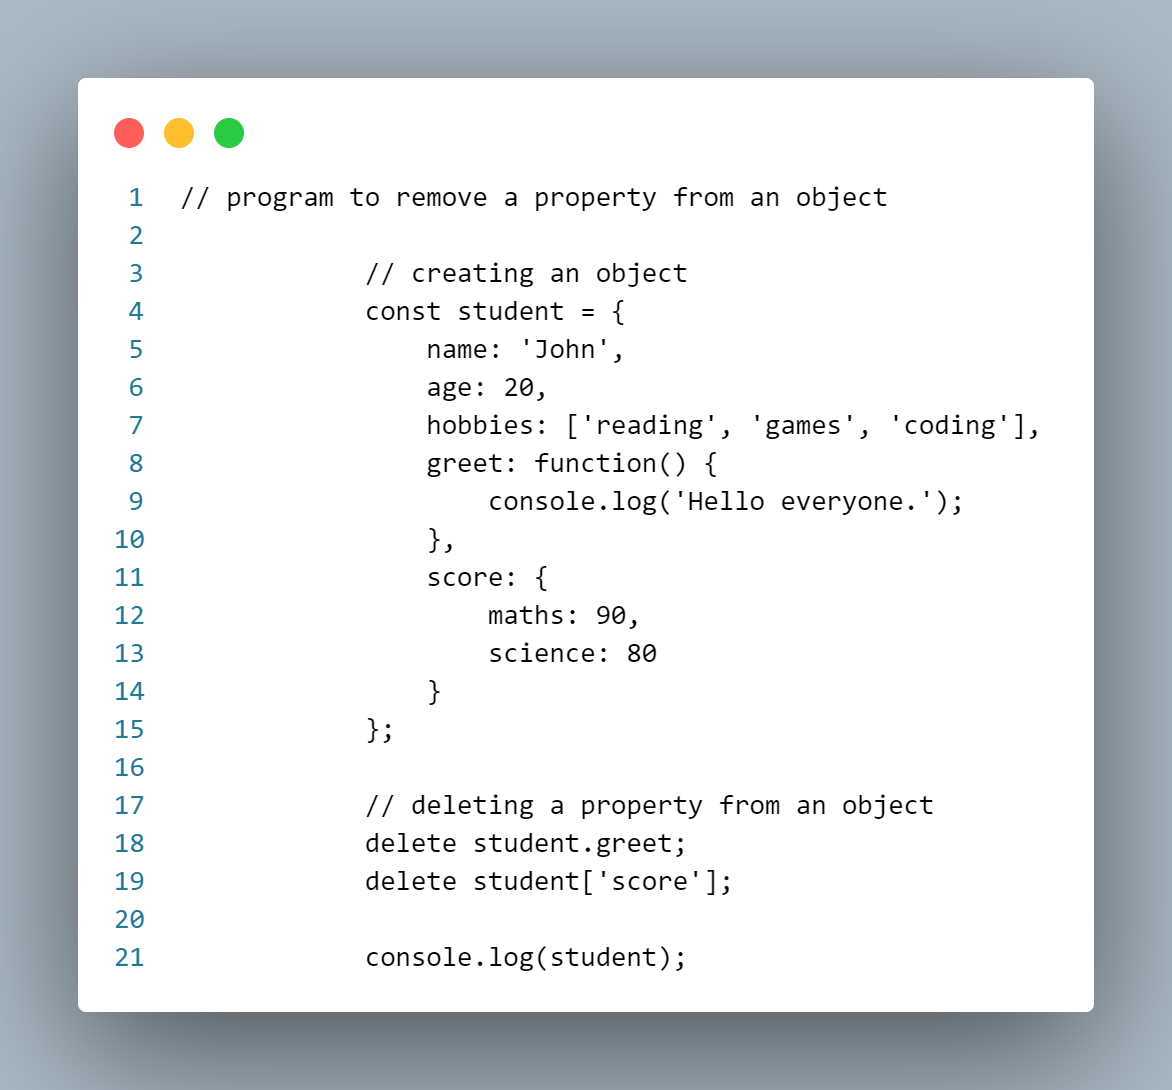 1 // program to remove a property from an object
2
3 // creating an object
4 const student = {
5 name: 'John',
6 age: 20,
7 hobbies: ['reading', 'games', 'coding'],
8 greet: function() {
9 console.log('Hello everyone.');
10 },
11 score: {
12 maths: 90,
13 science: 80
14 }
15 };
16
17 // deleting a property from an object
18 delete student.greet;
19 delete student['score'];
20
21 console.log(student);